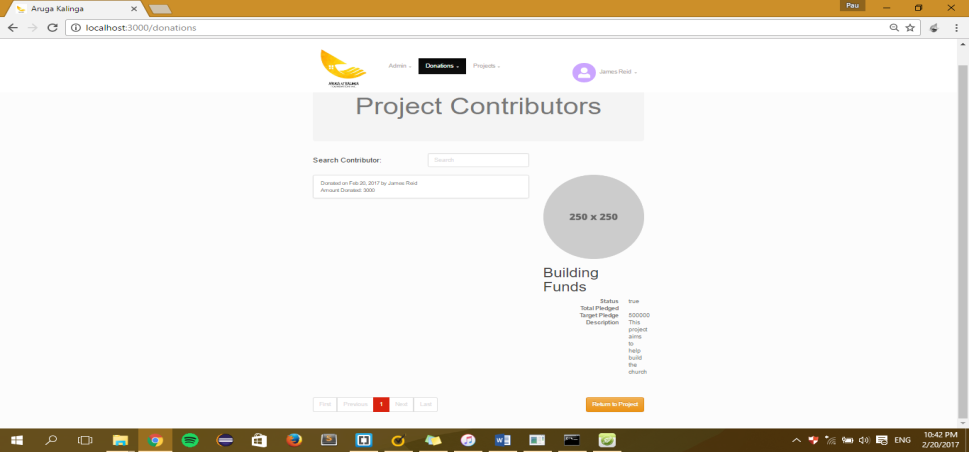 Aruga Kalinga
Pau
localhost:3000/donations
ARUGA at KALINGA
Admin
Donations
Projects
James Reid
Project Contributors
Search Contributor:
Search
Donated on Feb 20, 2017 by James Reid
Amount Donated: 3000
250 x 250
Building
Funds
Status true
Total Pledged
Target Pledge 500000
Description This
project
aims
to
help
build
the
church
First Previous 1 Next Last
Return to Project
ENG
10:42 PM
2/20/2017